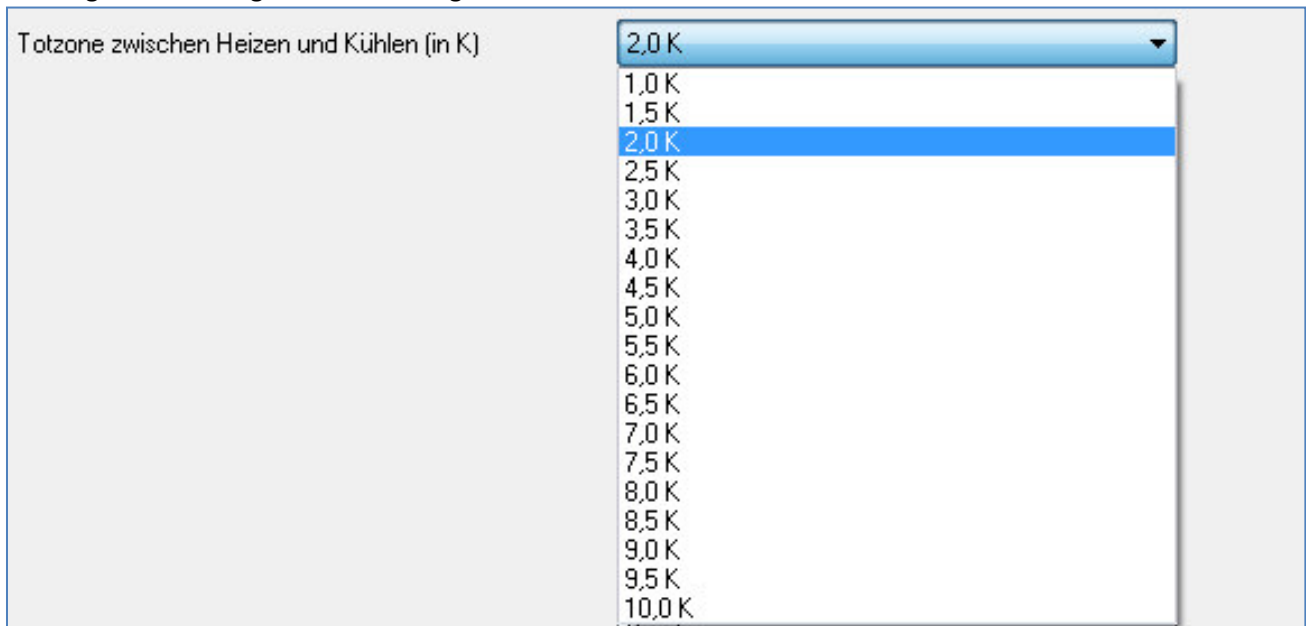 Totzone zwischen Heizen und Kühlen (in K) 2,0 K
1,0 K
1,5 K
2,0 K
2,5 K
3,0 K
3,5 K
4,0 K
4,5 K
5,0 K
5,5 K
6,0 K
6,5 K
7,0 K
7,5 K
8,0 K
8,5 K
9,0 K
9,5 K
10,0 K